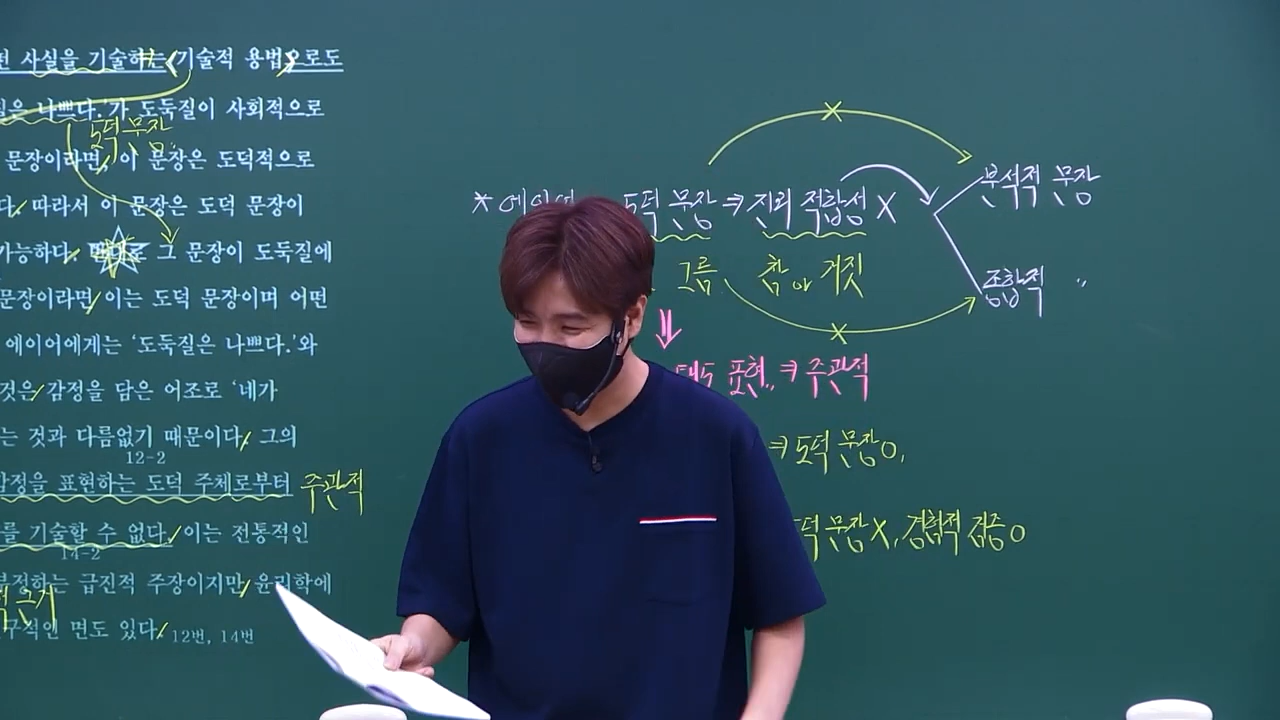 사실을 기술하는 기술적 용법으로도
은 나쁘다.'가 도둑질이 사회적으로
도덕 문장
문장이라면, 이 문장은 도덕적으로
다. 따라서 이 문장은 도덕 문장이
가능하다. 그 문장이 도둑질에
문장이라면 이는 도덕 문장이며 어떤
에이어에게는 '도둑질은 나쁘다.'와
것은 감정을 담은 어조로 '네가
는 것과 다름없기 때문이다. 그의
12-2
감정을 표현하는 도덕 주체로부터 주관적
를 기술할 수 없다. 이는 전통적인
14-2
부정하는 급진적 주장이지만 윤리학에
근거
구적인 면도 있다. 12번, 14번
* 에이어 도덕 문장 ⇒ 진리 적합성 X
분석적 문장
종합적 〃
그름 참 or 거짓
태도 표현 ⇒ 주관적
⇒ 도덕 문장 O,
덕 문장 X, 경험적 검증 O